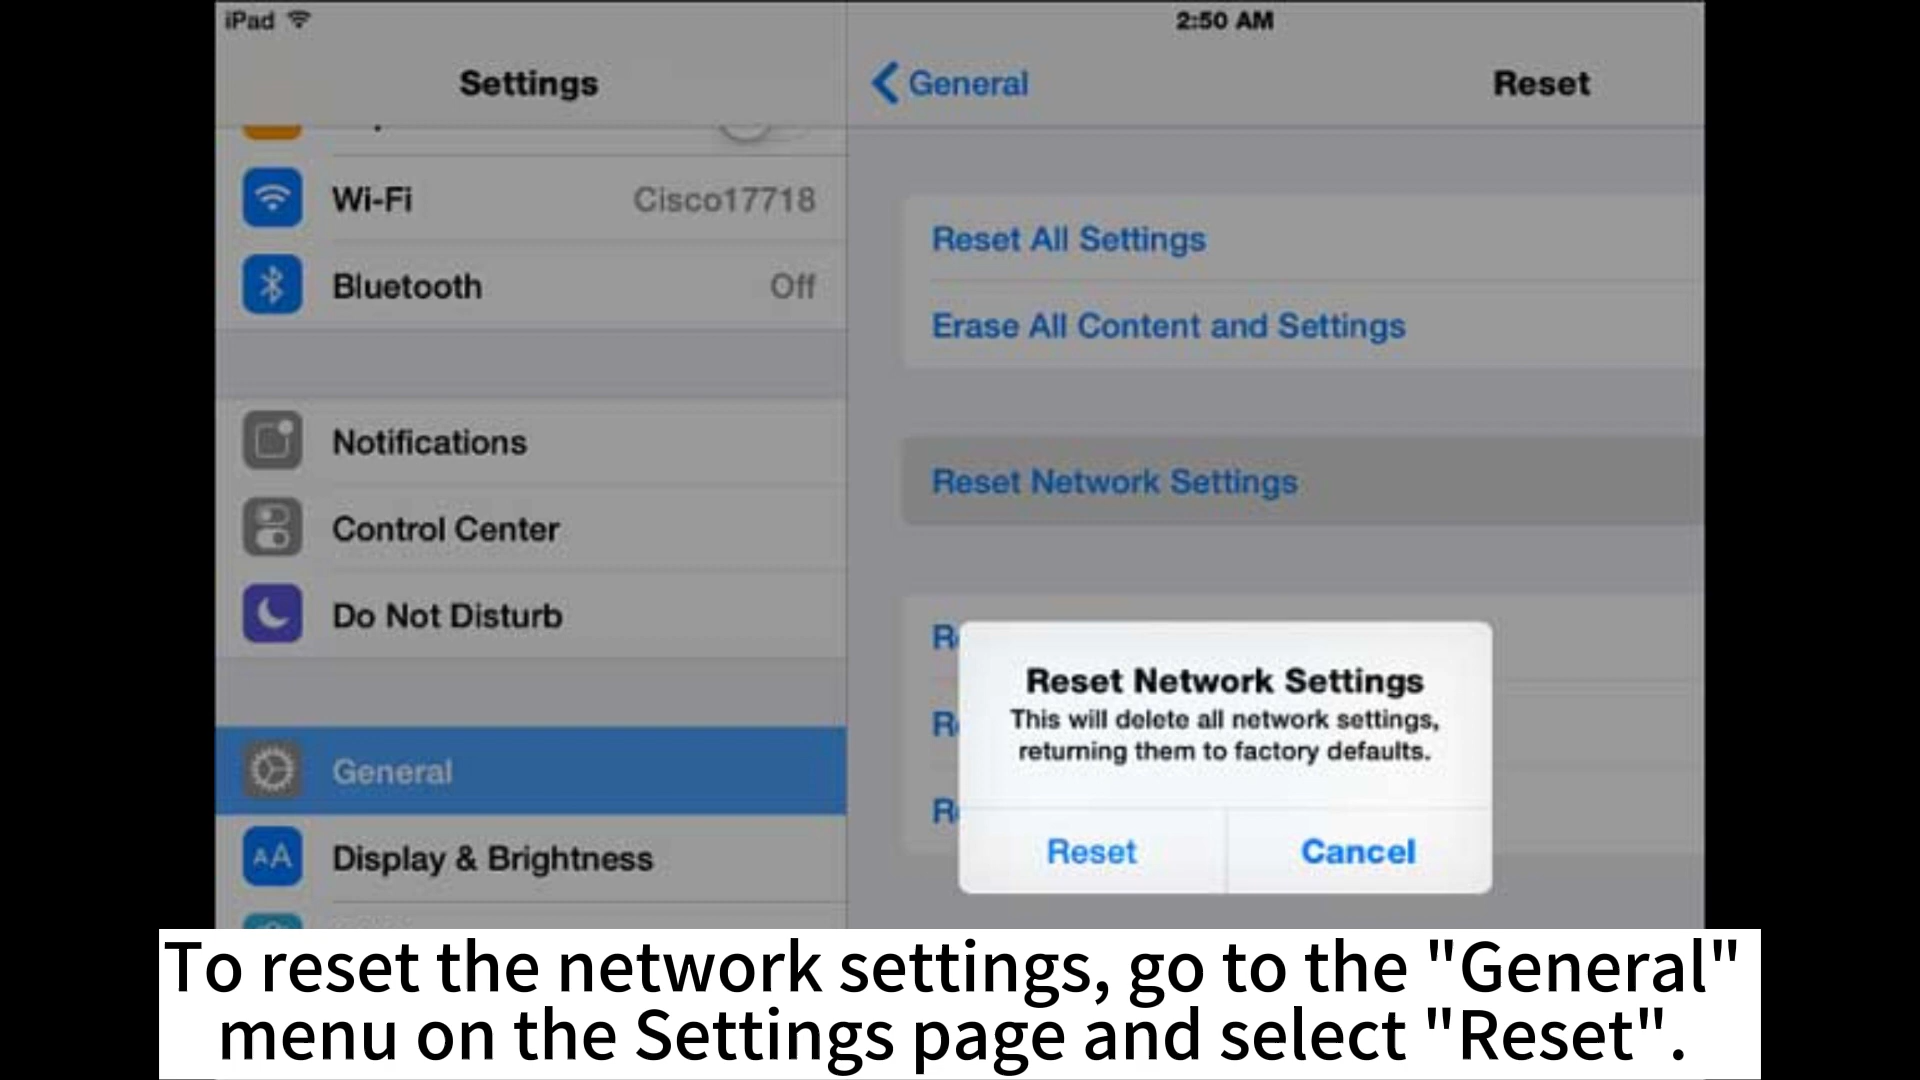 iPad
2:50 AM
Settings
General
Reset
Wi-Fi
Cisco17718
Bluetooth
Off
Notifications
Control Center
Do Not Disturb
General
Display & Brightness
Reset All Settings
Erase All Content and Settings
Reset Network Settings
Reset Network Settings
This will delete all network settings,
returning them to factory defaults.
Reset
Cancel
To reset the network settings, go to the "General"
menu on the Settings page and select "Reset".